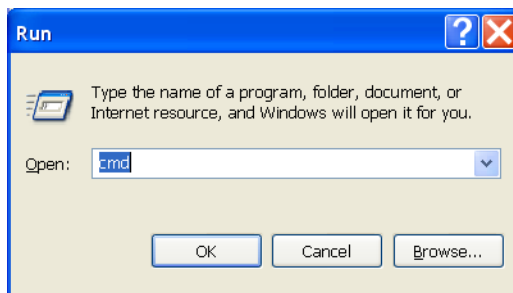 Run
Type the name of a program, folder, document, or
Internet resource, and Windows will open it for you.
Open: cmd
OK Cancel Browse...